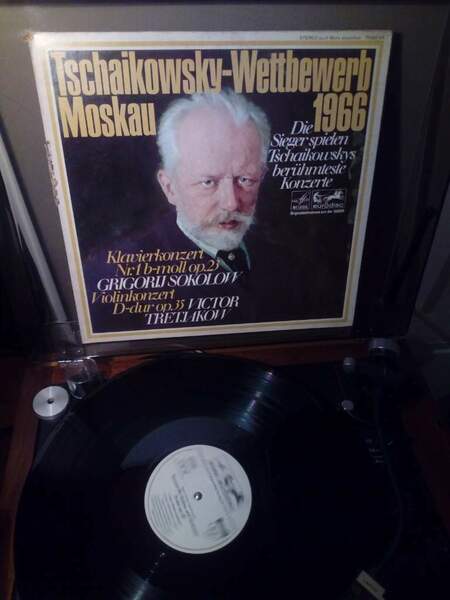 Tschaikowsky-Wettbewerb
Moskau 1966
Die
Sieger spielen
Tschaikowskys
berühmteste
Konzerte
eurodisc
Klavierkonzert
Nr.1 b-moll op.23
GRIGORIJ SOKOLOW
Violinkonzert
D-dur op.35 VICTOR
TRETJAKOW